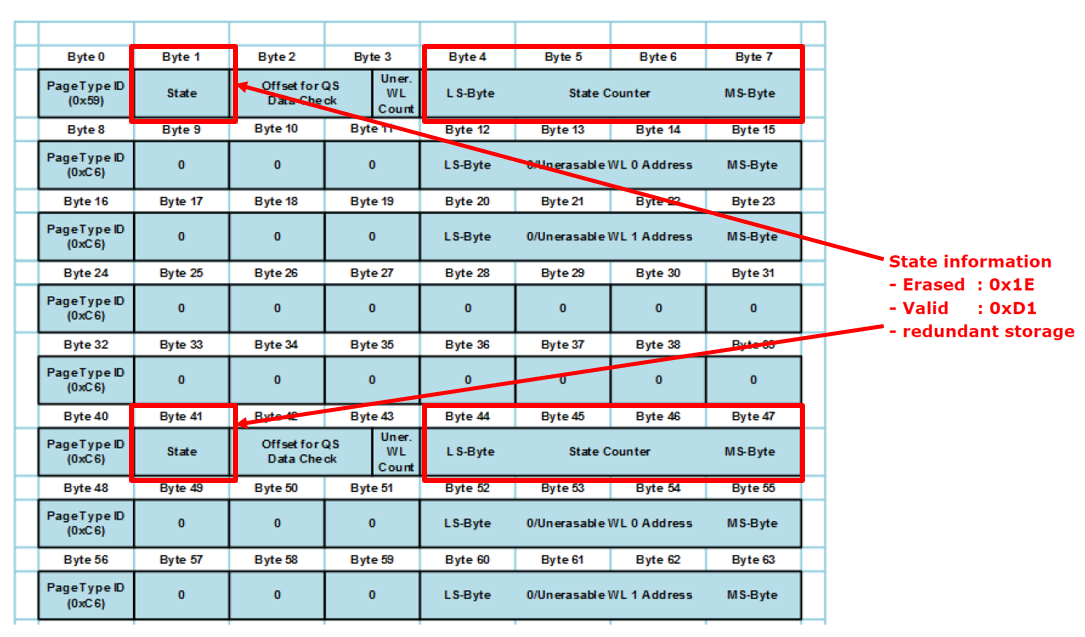 Byte 0 Byte 1 Byte 2 Byte 3 Byte 4 Byte 5 Byte 6 Byte 7
PageType ID (0x59) State Offset for QS Data Check Uner. WL Count LS-Byte State Counter MS-Byte
Byte 8 Byte 9 Byte 10 Byte 11 Byte 12 Byte 13 Byte 14 Byte 15
PageType ID (0xC6) 0 0 0 LS-Byte 0/Unerasable WL 0 Address MS-Byte
Byte 16 Byte 17 Byte 18 Byte 19 Byte 20 Byte 21 Byte 22 Byte 23
PageType ID (0xC6) 0 0 0 LS-Byte 0/Unerasable WL 1 Address MS-Byte
Byte 24 Byte 25 Byte 26 Byte 27 Byte 28 Byte 29 Byte 30 Byte 31
PageType ID (0xC6) 0 0 0 0 0 0 0
Byte 32 Byte 33 Byte 34 Byte 35 Byte 36 Byte 37 Byte 38 Byte 39
PageType ID (0xC6) 0 0 0 0 0 0 0
Byte 40 Byte 41 Byte 42 Byte 43 Byte 44 Byte 45 Byte 46 Byte 47
PageType ID (0xC6) State Offset for QS Data Check Uner. WL Count LS-Byte State Counter MS-Byte
Byte 48 Byte 49 Byte 50 Byte 51 Byte 52 Byte 53 Byte 54 Byte 55
PageType ID (0xC6) 0 0 0 LS-Byte 0/Unerasable WL 0 Address MS-Byte
Byte 56 Byte 57 Byte 58 Byte 59 Byte 60 Byte 61 Byte 62 Byte 63
PageType ID (0xC6) 0 0 0 LS-Byte 0/Unerasable WL 1 Address MS-Byte
State information
- Erased : 0x1E
- Valid : 0xD1
- redundant storage